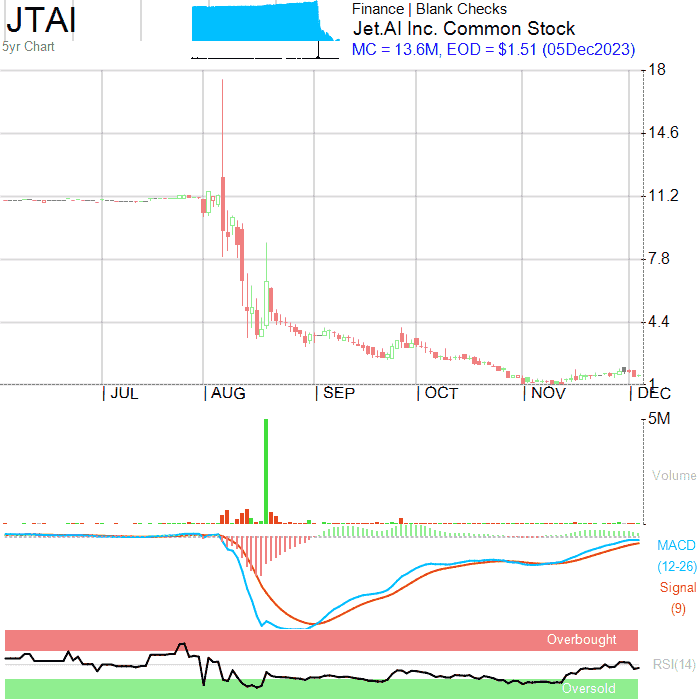 JTAI
5yr Chart
Finance | Blank Checks
Jet.AI Inc. Common Stock
MC = 13.6M, EOD = $1.51 (05Dec2023)
18
14.6
11.2
7.8
4.4
1
JUL AUG SEP OCT NOV DEC
5M
Volume
MACD
(12-26)
Signal
(9)
Overbought
RSI(14)
Oversold